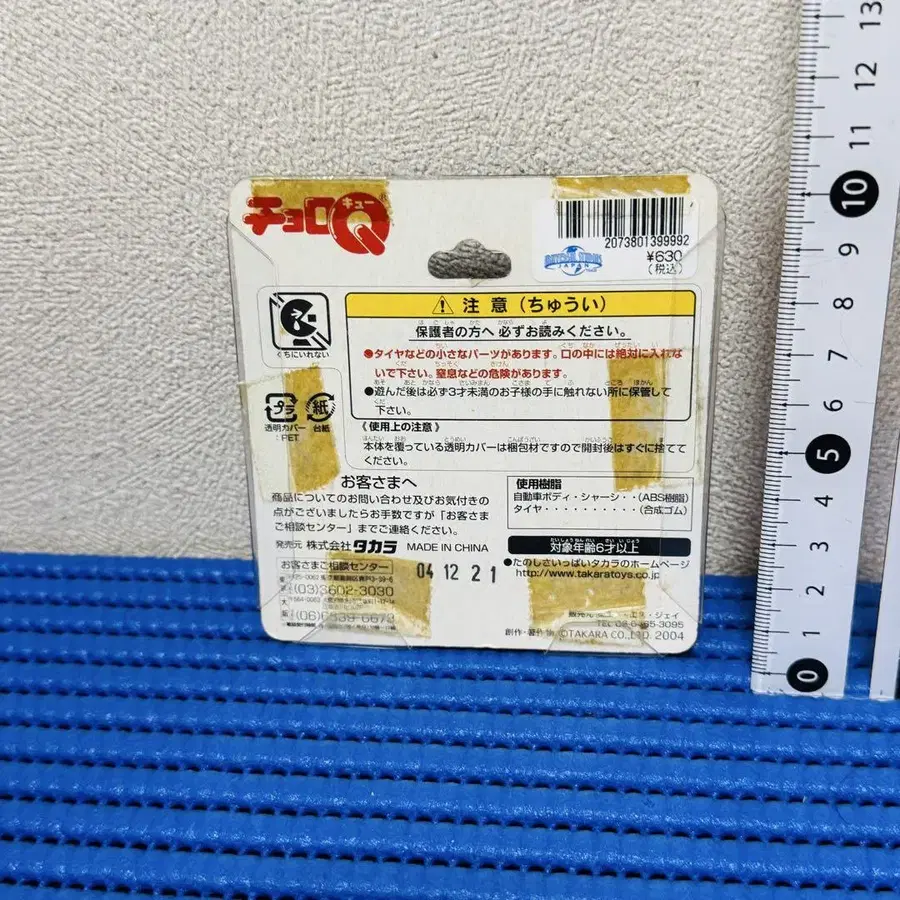 チョロQ
キュー
2073801399992
¥630
(税込)
くちにいれない
⚠ 注意(ちゅうい)
保護者の方へ 必ずお読みください。
●タイヤなどの小さなパーツがあります。口の中には絶対に入れな
いで下さい。窒息などの危険があります。
●遊んだ後は必ず3才未満のお子様の手に触れない所に保管して
下さい。
《使用上の注意》
本体を覆っている透明カバーは梱包材ですので開封後はすぐに捨てて
ください。
プラ
紙
透明カバー
:PET
台紙
お客さまへ
商品についてのお問い合わせ及びお気付きの
点がございましたらお手数ですが「お客さま
ご相談センター」までご連絡ください。
発売元 株式会社タカラ MADE IN CHINA
使用樹脂
自動車ボディ・シャーシ・・(ABS樹脂)
タイヤ・・・・・・・・・・(合成ゴム)
対象年齢6才以上
●たのしさいっぱいタカラのホームページ
http://www.takaratoys.co.jp
お客さまご相談センター
04 12 21
(03)3602-3030
(06)6539-6673
創作・著作 ©TAKARA CO.,LTD. 2004
13
12
11
10
9
8
7
6
5
4
3
2
1
0